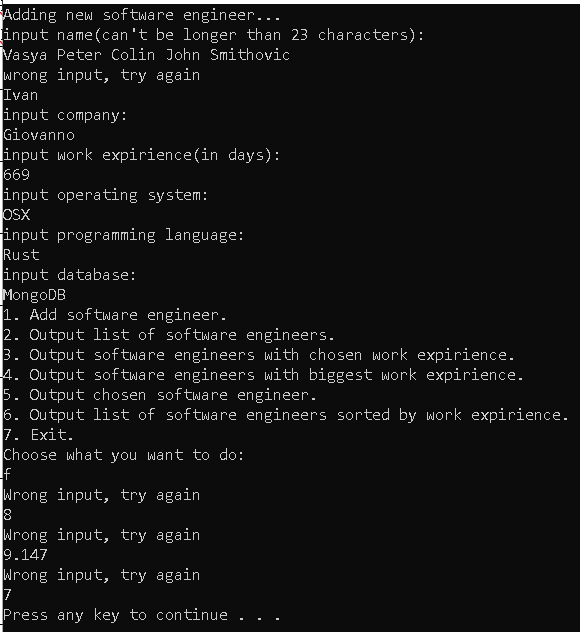 Adding new software engineer...
input name(can't be longer than 23 characters):
Vasya Peter Colin John Smithovic
wrong input, try again
Ivan
input company:
Giovanno
input work expirience(in days):
669
input operating system:
OSX
input programming language:
Rust
input database:
MongoDB
1. Add software engineer.
2. Output list of software engineers.
3. Output software engineers with chosen work expirience.
4. Output software engineers with biggest work expirience.
5. Output chosen software engineer.
6. Output list of software engineers sorted by work expirience.
7. Exit.
Choose what you want to do:
f
Wrong input, try again
8
Wrong input, try again
9.147
Wrong input, try again
7
Press any key to continue . . .